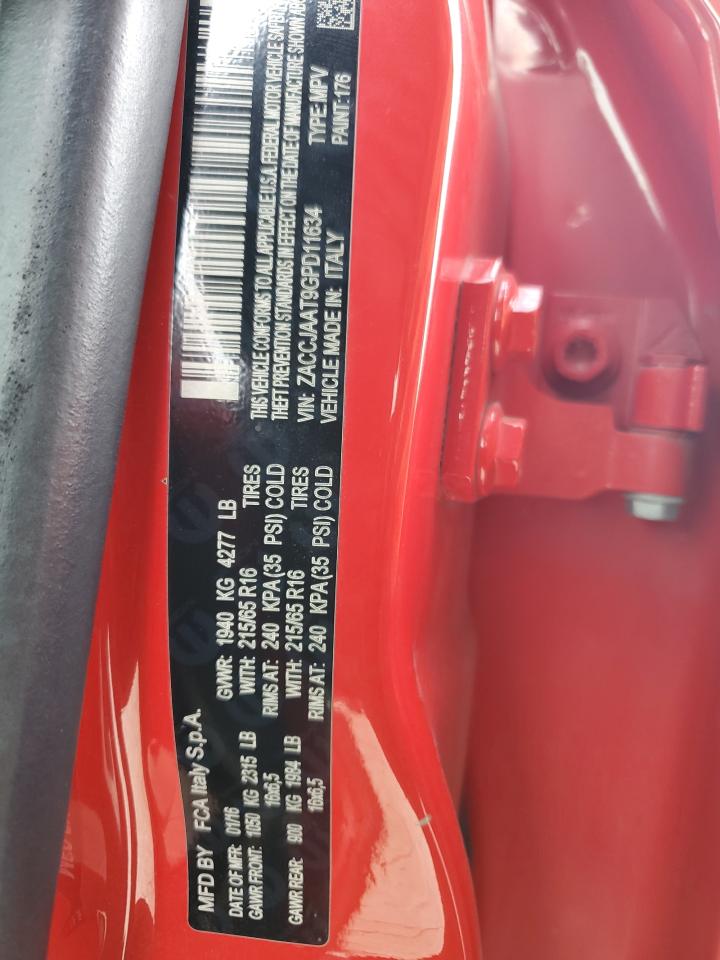 MFD BY FCA Italy S.p.A.
DATE OF MFR: 01/16 GVWR: 1940 KG 4277 LB
GAWR FRONT: 1050 KG 2315 LB WITH: 215/65 R16 TIRES
16x6,5 RIMS AT: 240 KPA (35 PSI) COLD
GAWR REAR: 900 KG 1984 LB WITH: 215/65 R16 TIRES
16x6,5 RIMS AT: 240 KPA (35 PSI) COLD
THIS VEHICLE CONFORMS TO ALL APPLICABLE U.S.A. FEDERAL MOTOR VEHICLE
THEFT PREVENTION STANDARDS IN EFFECT ON THE DATE OF MANUFACTURE SHOWN
VIN: ZACCJAAT9GPD11634 TYPE: MPV
VEHICLE MADE IN: ITALY PAINT: 176